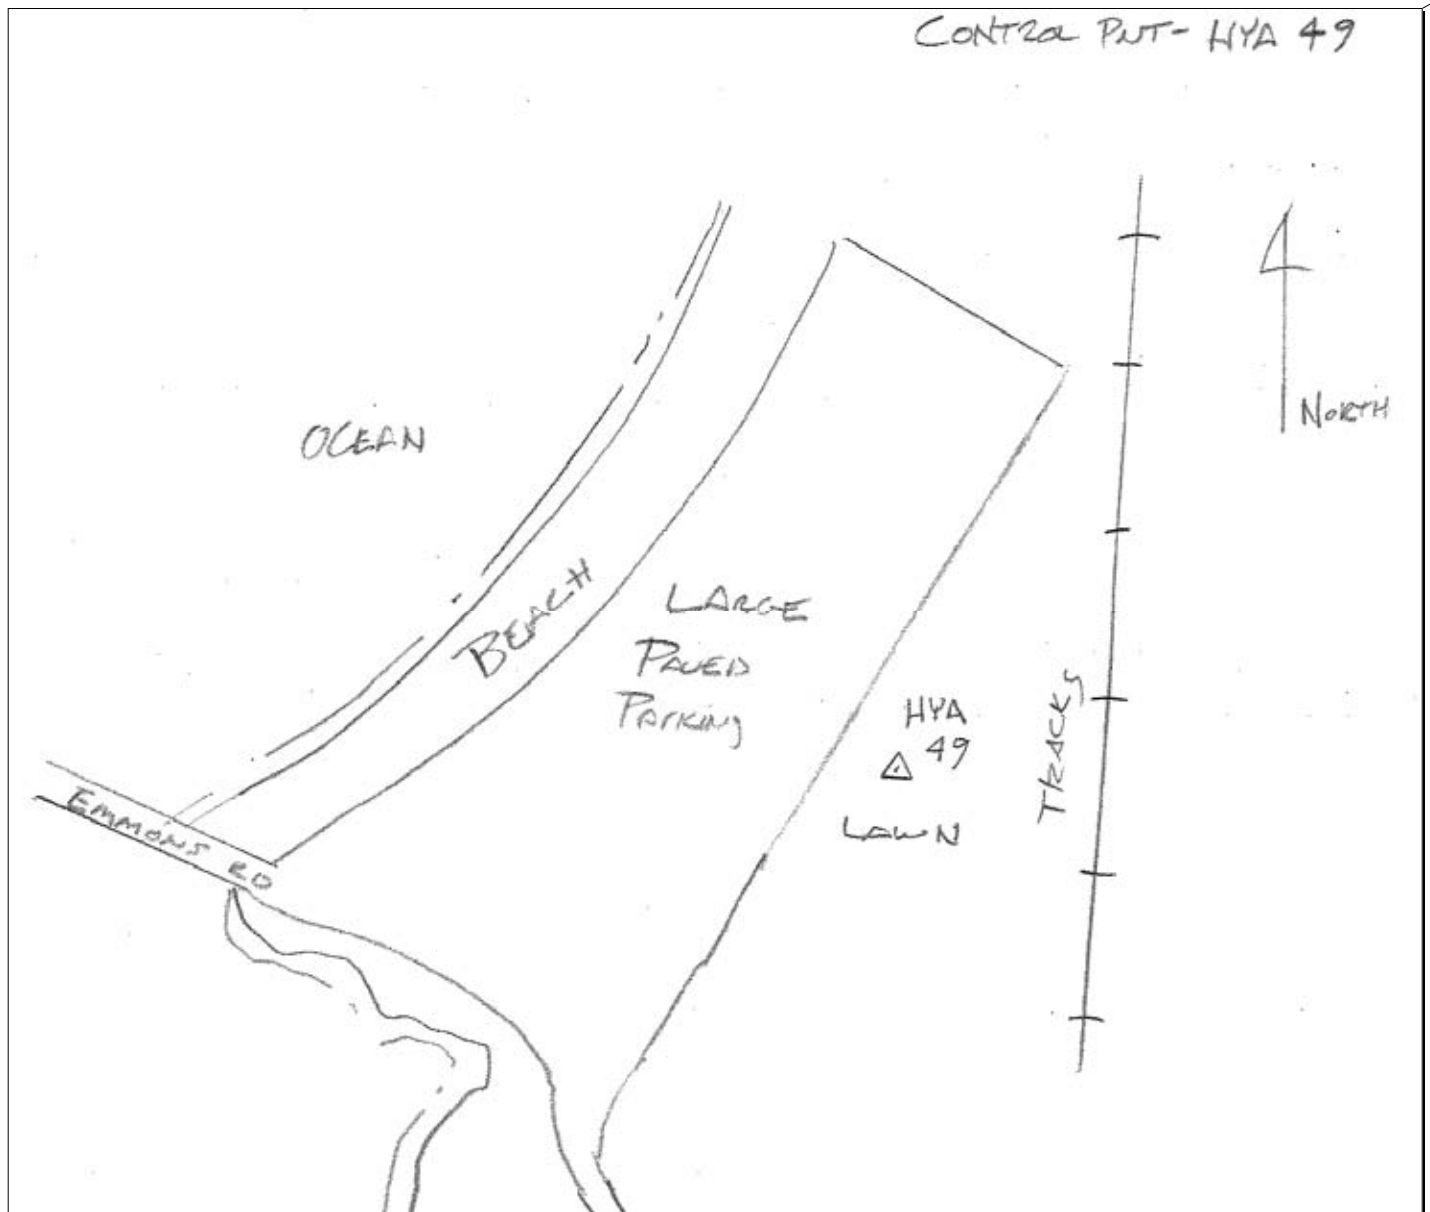 CONTROL PNT- HYA 49
NORTH
OCEAN
BEACH
LARGE
PAVED
PARKING
HYA
49
LAWN
TRACKS
EMMONS RD